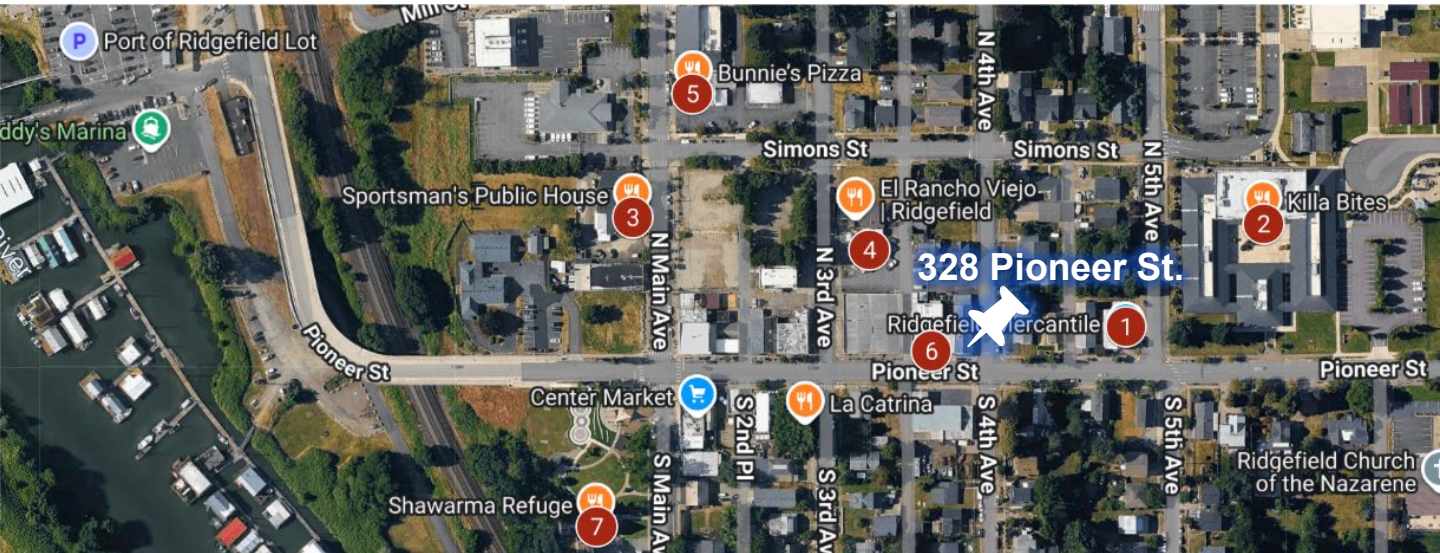 Mill St
P
Port of Ridgefield Lot
ddy's Marina
River
Bunnie's Pizza
5
N 4th Ave
Simons St
Simons St
N 5th Ave
Sportsman's Public House
3
El Rancho Viejo
| Ridgefield
4
Killa Bites
2
N Main Ave
N 3rd Ave
328 Pioneer St.
Ridgefield Mercantile
1
6
Pioneer St
Pioneer St
Pioneer St
Center Market
La Catrina
S 2nd Pl
S 4th Ave
S 5th Ave
S Main Av
S 3rd Av
Shawarma Refuge
7
Ridgefield Church
of the Nazarene